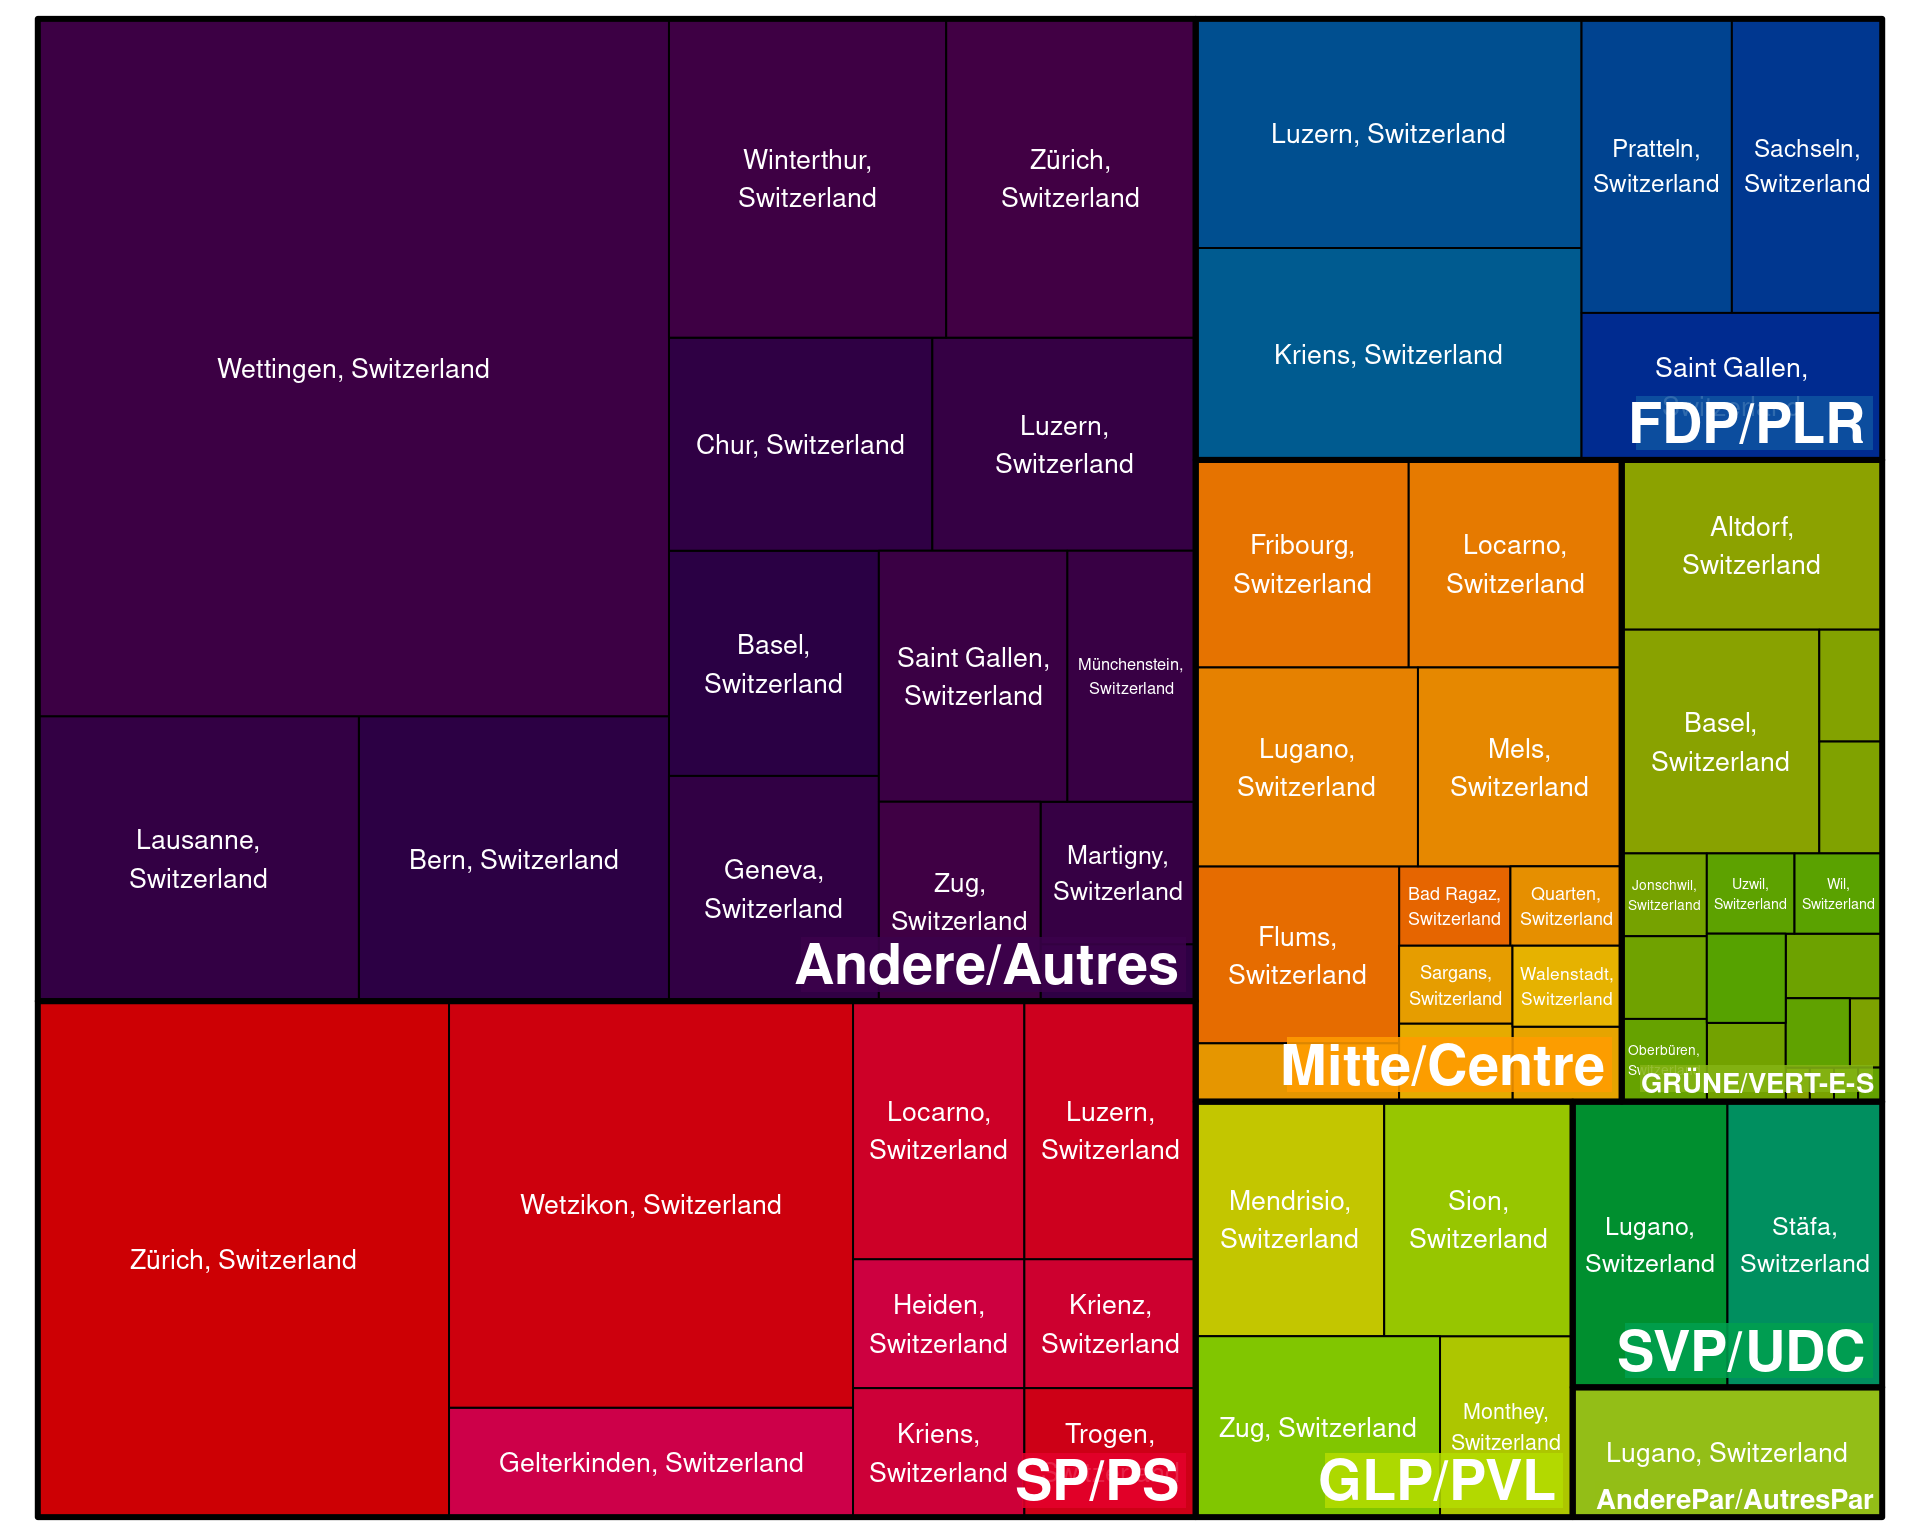 Wettingen, Switzerland
Winterthur,
Switzerland
Zürich,
Switzerland
Chur, Switzerland
Luzern,
Switzerland
Basel,
Switzerland
Saint Gallen,
Switzerland
Münchenstein,
Switzerland
Lausanne,
Switzerland
Bern, Switzerland
Geneva,
Switzerland
Zug,
Switzerland
Martigny,
Switzerland
Andere/Autres
Zürich, Switzerland
Wetzikon, Switzerland
Gelterkinden, Switzerland
Locarno,
Switzerland
Luzern,
Switzerland
Heiden,
Switzerland
Krienz,
Switzerland
Kriens,
Switzerland
Trogen,
SP/PS
Luzern, Switzerland
Kriens, Switzerland
Pratteln,
Switzerland
Sachseln,
Switzerland
Saint Gallen,
Switzerland
FDP/PLR
Fribourg,
Switzerland
Locarno,
Switzerland
Lugano,
Switzerland
Mels,
Switzerland
Flums,
Switzerland
Bad Ragaz,
Switzerland
Quarten,
Switzerland
Sargans,
Switzerland
Walenstadt,
Switzerland
Mitte/Centre
Altdorf,
Switzerland
Basel,
Switzerland
Jonschwil,
Switzerland
Uzwil,
Switzerland
Wil,
Switzerland
Oberbüren,
GRÜNE/VERT-E-S
Mendrisio,
Switzerland
Sion,
Switzerland
Zug, Switzerland
Monthey,
Switzerland
GLP/PVL
Lugano,
Switzerland
Stäfa,
Switzerland
SVP/UDC
Lugano, Switzerland
AnderePar/AutresPar